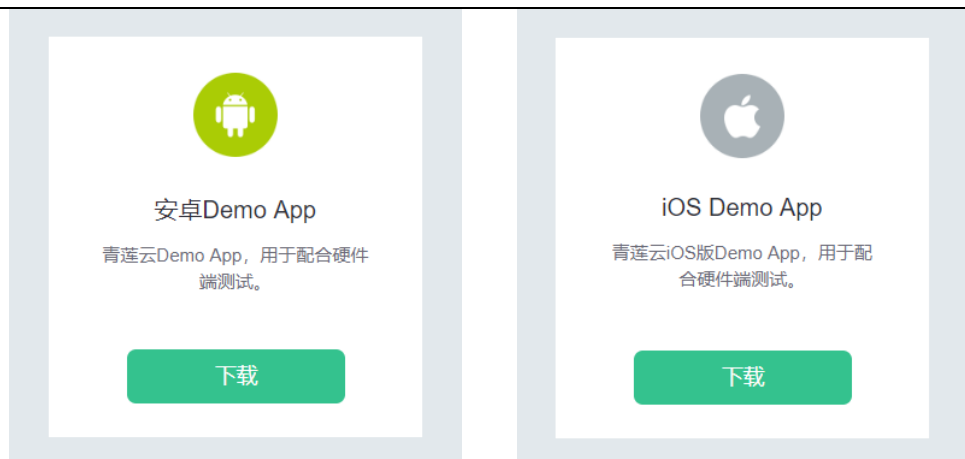 安卓Demo App
青莲云Demo App，用于配合硬件
端测试。
下载
iOS Demo App
青莲云iOS版Demo App，用于配
合硬件端测试。
下载